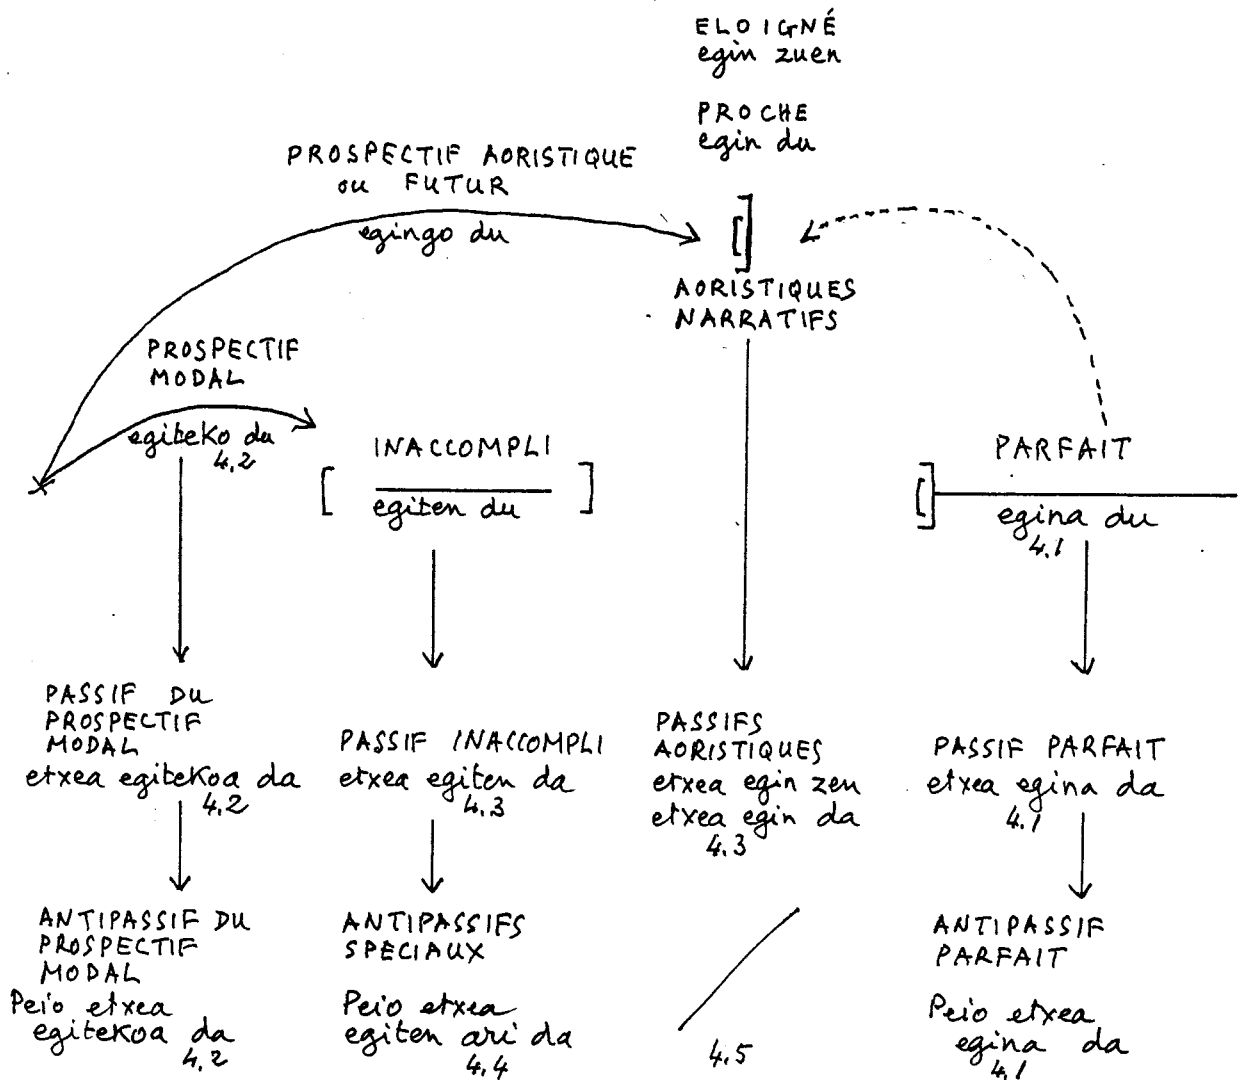 ELOIGNÉ
egin zuen
PROCHE
egin du
PROSPECTIF AORISTIQUE
ou FUTUR
egingo du
AORISTIQUES
NARRATIFS
PROSPECTIF
MODAL
egiteko du
4.2
INACCOMPLI
egiten du
PARFAIT
egina du
4.1
PASSIF DU
PROSPECTIF
MODAL
etxea egitekoa da
4.2
PASSIF INACCOMPLI
etxea egiten da
4.3
PASSIFS
AORISTIQUES
etxea egin zen
etxea egin da
4.3
PASSIF PARFAIT
etxea egina da
4.1
ANTIPASSIF DU
PROSPECTIF
MODAL
Peio etxea
egitekoa da
4.2
ANTIPASSIFS
SPECIAUX
Peio etxea
egiten ari da
4.4
4.5
ANTIPASSIF
PARFAIT
Peio etxea
egina da
4.1